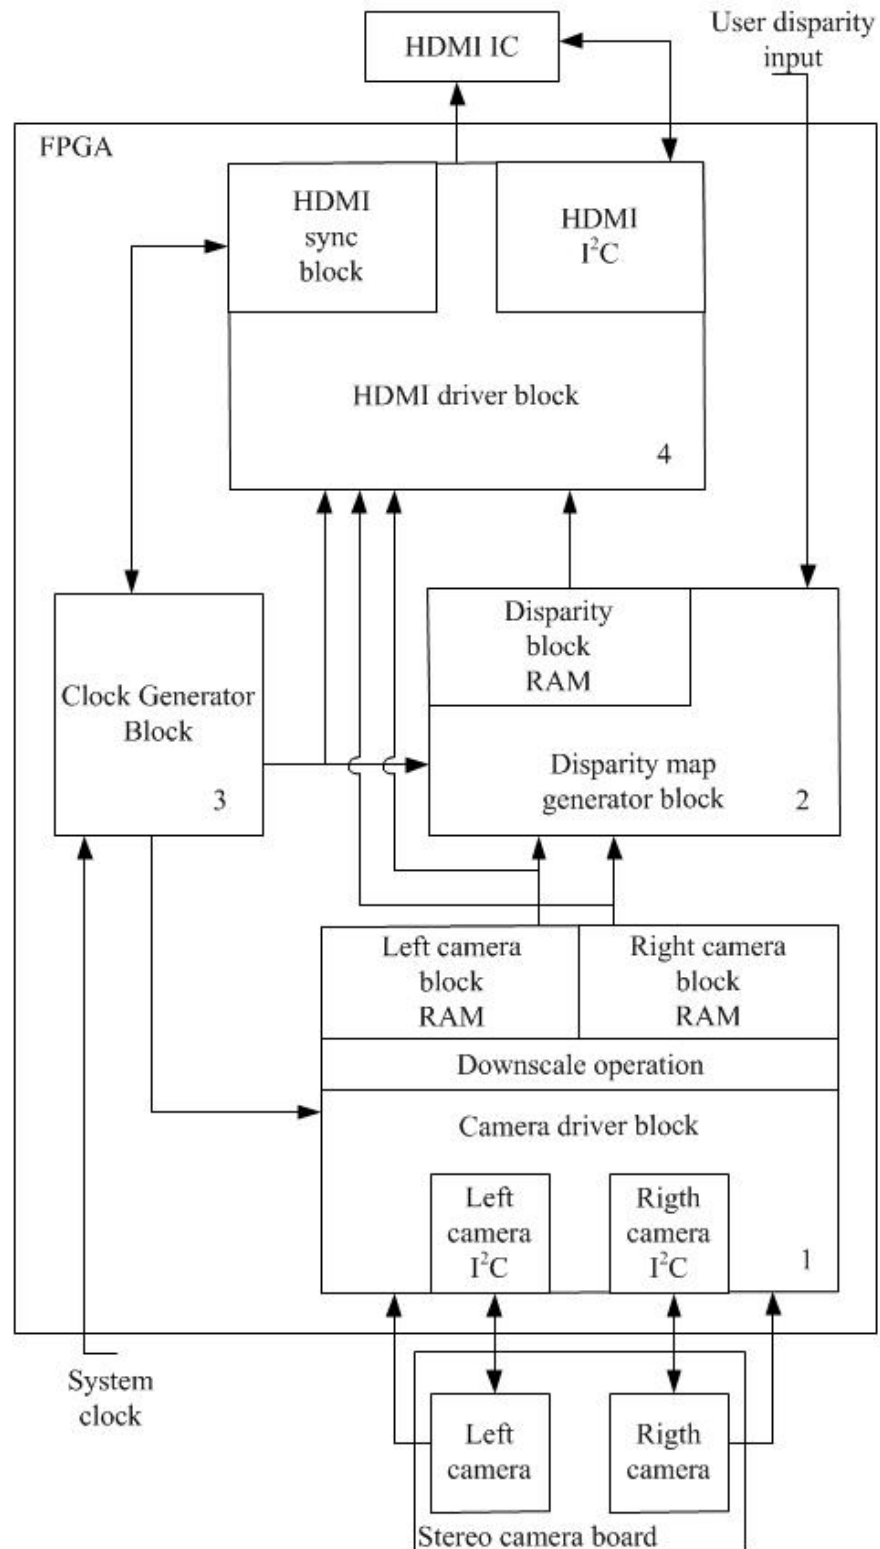 User disparity
input
HDMI IC
FPGA
HDMI
sync
block
HDMI
I²C
HDMI driver block
4
Disparity
block
RAM
Clock Generator
Block
3
Disparity map
generator block
2
Left camera
block
RAM
Right camera
block
RAM
Downscale operation
Camera driver block
Left
camera
I²C
Rigth
camera
I²C
1
System
clock
Left
camera
Rigth
camera
Stereo camera board